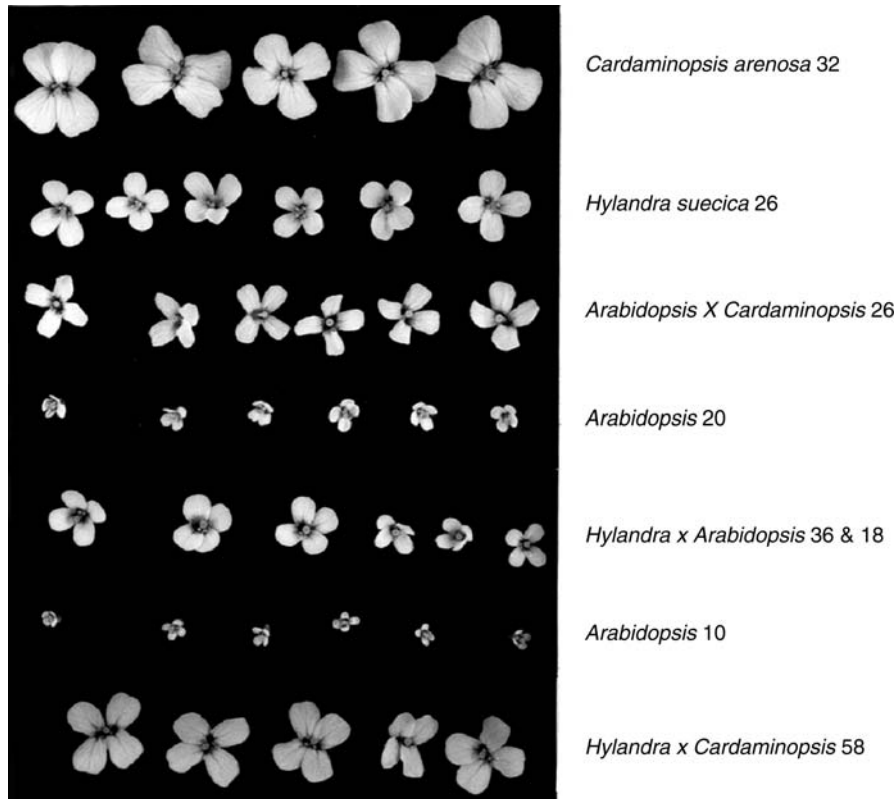 Cardaminopsis arenosa 32
Hylandra suecica 26
Arabidopsis X Cardaminopsis 26
Arabidopsis 20
Hylandra x Arabidopsis 36 & 18
Arabidopsis 10
Hylandra x Cardaminopsis 58